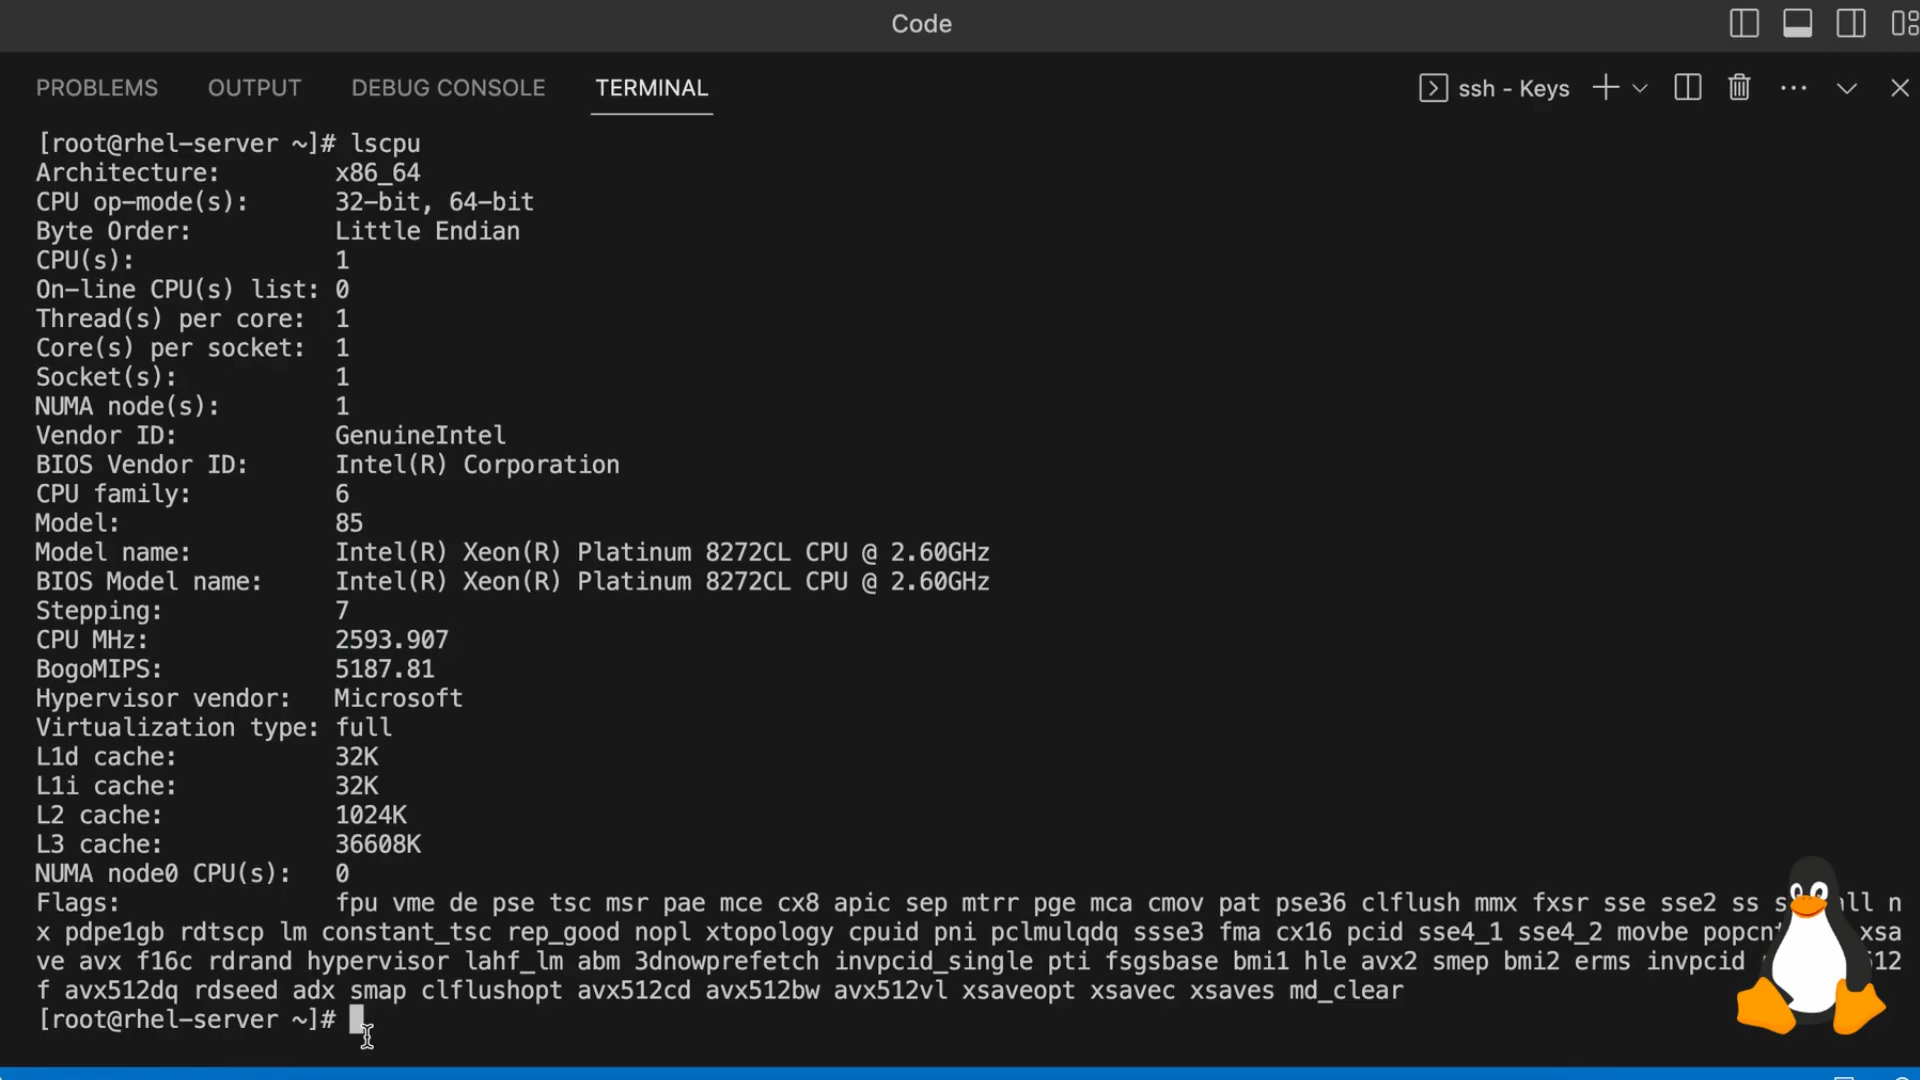 Code
PROBLEMS OUTPUT DEBUG CONSOLE TERMINAL ssh - Keys
[root@rhel-server ~]# lscpu
Architecture: x86_64
CPU op-mode(s): 32-bit, 64-bit
Byte Order: Little Endian
CPU(s): 1
On-line CPU(s) list: 0
Thread(s) per core: 1
Core(s) per socket: 1
Socket(s): 1
NUMA node(s): 1
Vendor ID: GenuineIntel
BIOS Vendor ID: Intel(R) Corporation
CPU family: 6
Model: 85
Model name: Intel(R) Xeon(R) Platinum 8272CL CPU @ 2.60GHz
BIOS Model name: Intel(R) Xeon(R) Platinum 8272CL CPU @ 2.60GHz
Stepping: 7
CPU MHz: 2593.907
BogoMIPS: 5187.81
Hypervisor vendor: Microsoft
Virtualization type: full
L1d cache: 32K
L1i cache: 32K
L2 cache: 1024K
L3 cache: 36608K
NUMA node0 CPU(s): 0
Flags: fpu vme de pse tsc msr pae mce cx8 apic sep mtrr pge mca cmov pat pse36 clflush mmx fxsr sse sse2 ss n
x pdpe1gb rdtscp lm constant_tsc rep_good nopl xtopology cpuid pni pclmulqdq ssse3 fma cx16 pcid sse4_1 sse4_2 movbe popcnt xsa
ve avx f16c rdrand hypervisor lahf_lm abm 3dnowprefetch invpcid_single pti fsgsbase bmi1 hle avx2 smep bmi2 erms invpcid
f avx512dq rdseed adx smap clflushopt avx512cd avx512bw avx512vl xsaveopt xsavec xsaves md_clear
[root@rhel-server ~]#